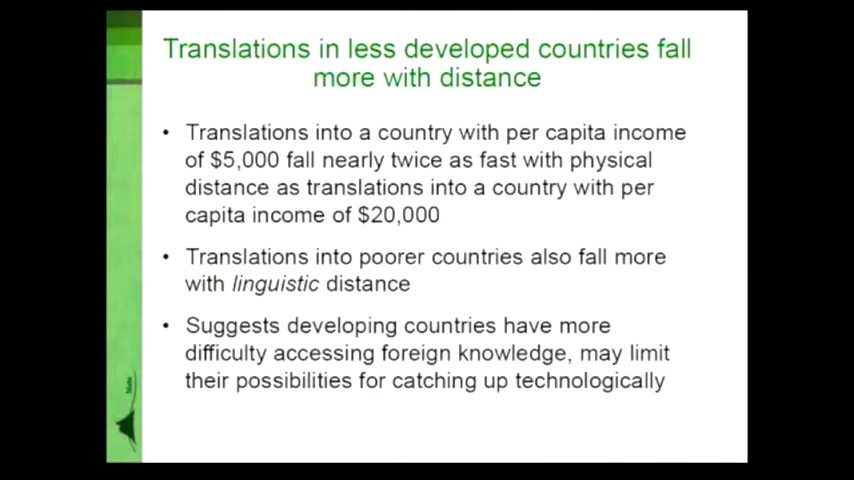 Translations in less developed countries fall
more with distance
• Translations into a country with per capita income
of $5,000 fall nearly twice as fast with physical
distance as translations into a country with per
capita income of $20,000
• Translations into poorer countries also fall more
with linguistic distance
• Suggests developing countries have more
difficulty accessing foreign knowledge, may limit
their possibilities for catching up technologically